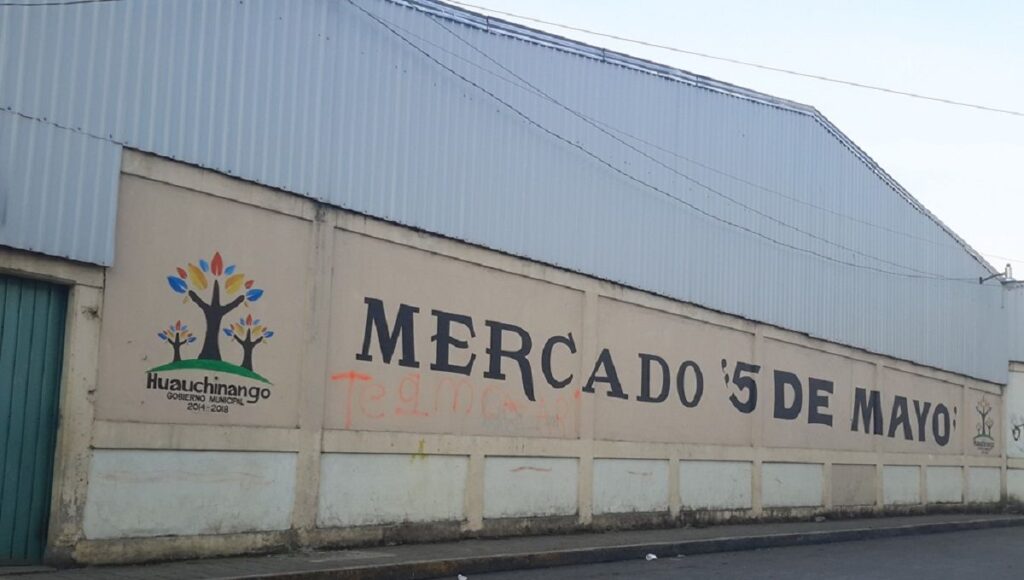 Huauchinango
GOBIERNO MUNICIPAL
2014-2018
MERCADO '5 DE MAYO'